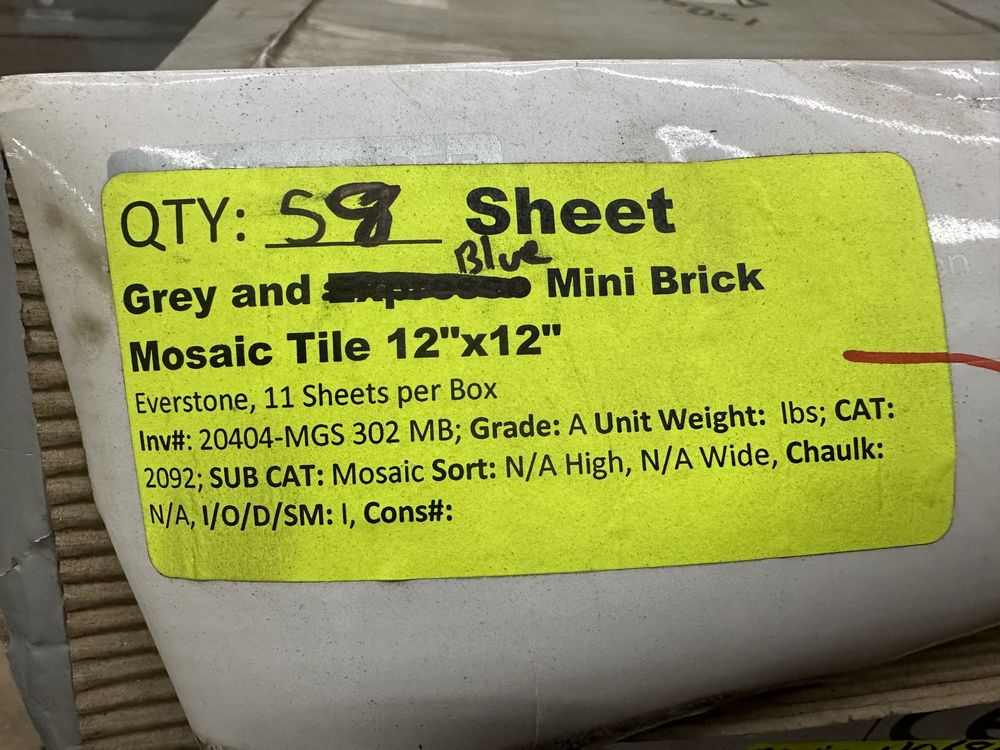 QTY: 58 Sheet
Blue
Grey and Mini Brick
Mosaic Tile 12"x12"
Everstone, 11 Sheets per Box
Inv#: 20404-MGS 302 MB; Grade: A Unit Weight: lbs; CAT:
2092; SUB CAT: Mosaic Sort: N/A High, N/A Wide, Chaulk:
N/A, I/O/D/SM: I, Cons#: